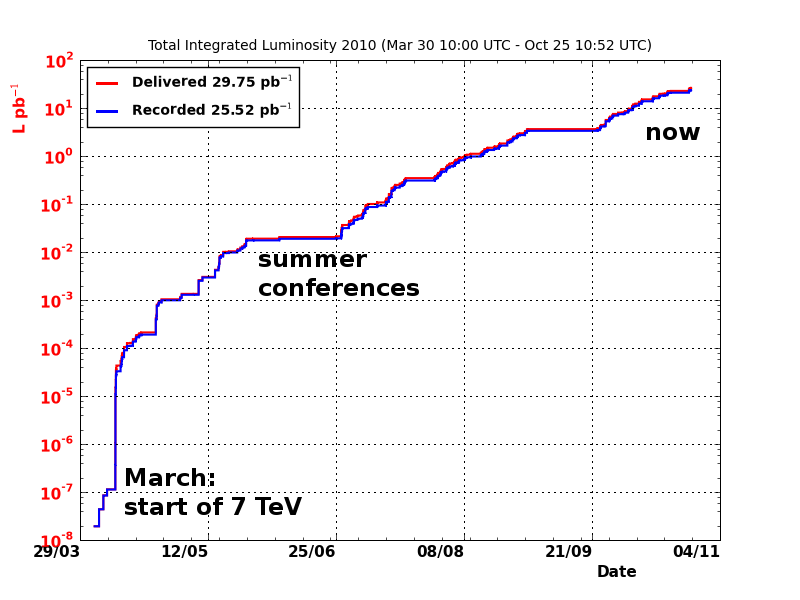 Total Integrated Luminosity 2010 (Mar 30 10:00 UTC - Oct 25 10:52 UTC)
L pb⁻¹
Delivered 29.75 pb⁻¹
Recorded 25.52 pb⁻¹
10²
10¹
10⁰
10⁻¹
10⁻²
10⁻³
10⁻⁴
10⁻⁵
10⁻⁶
10⁻⁷
10⁻⁸
now
summer
conferences
March:
start of 7 TeV
29/03 12/05 25/06 08/08 21/09 04/11
Date